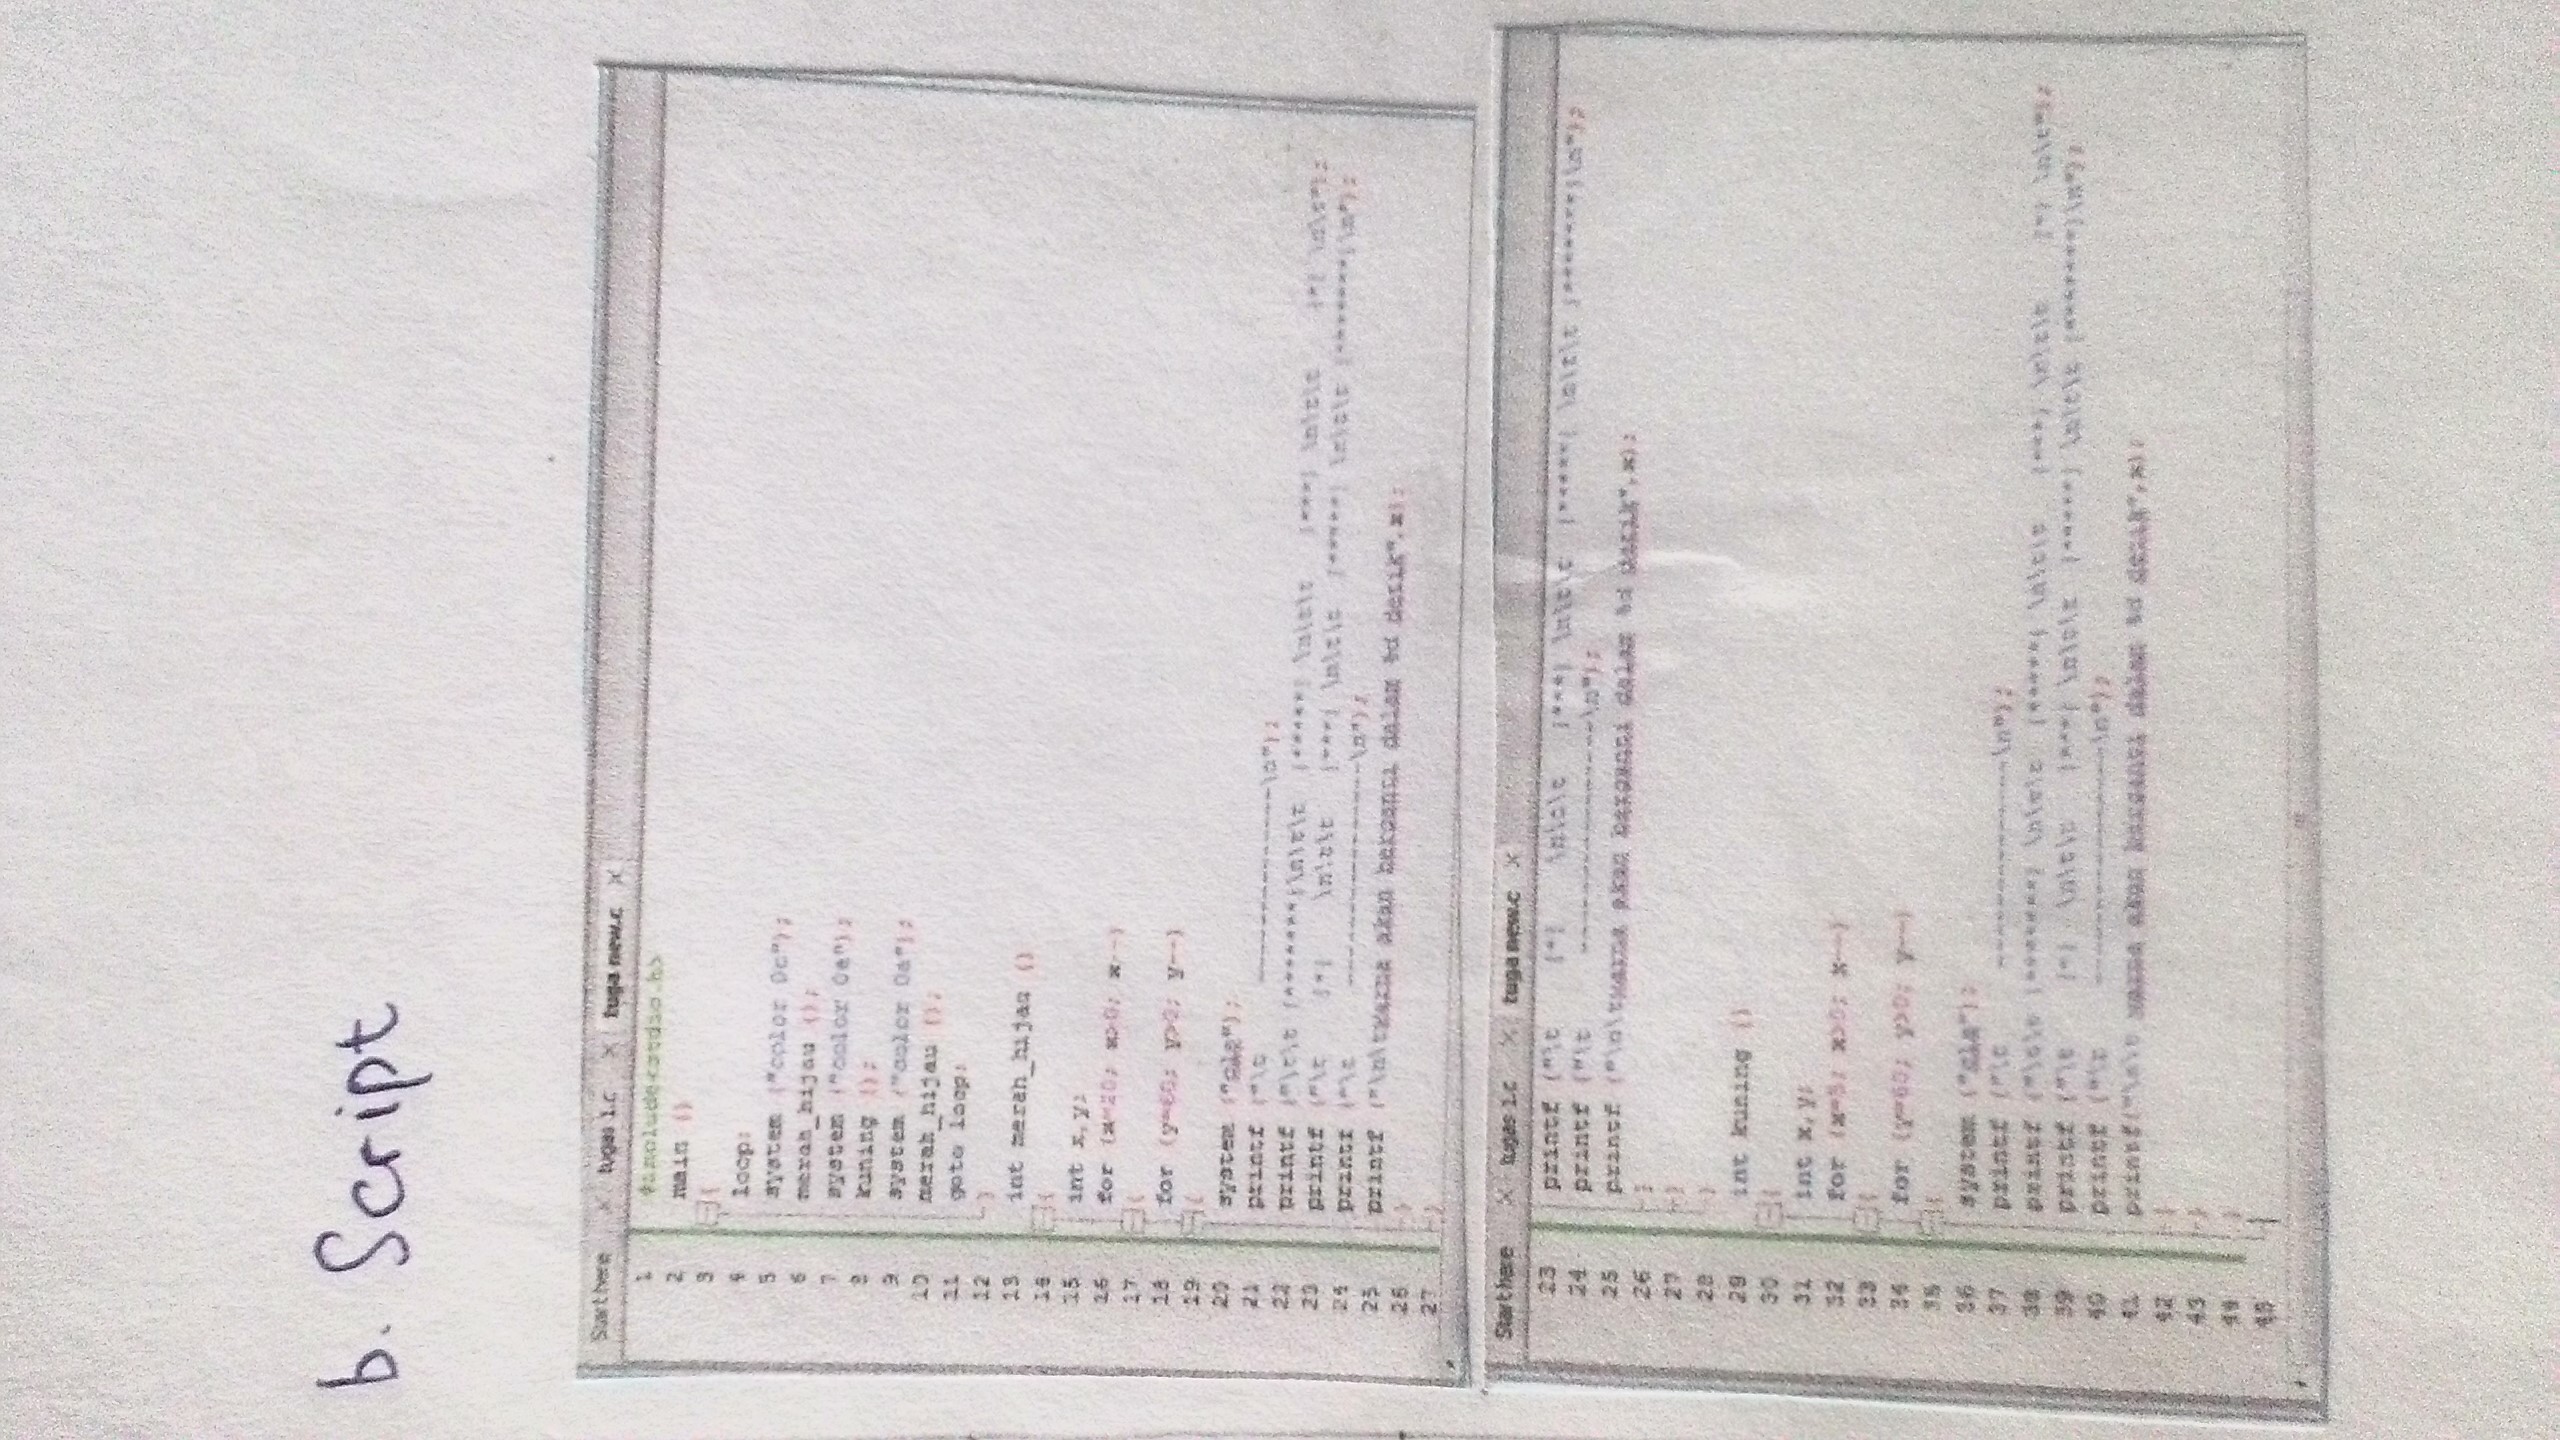 b. Script
Start here × tugas 1.c × tuga new.c ×
1 #include<stdio.h>
2 main ()
3 {
4 loop:
5 system ("color 0c");
6 merah_hijau ();
7 system ("color 0e");
8 kuning ();
9 system ("color 0a");
10 merah_hijau ();
11 goto loop;
12 }
13 int merah_hijau ()
14 {
15 int x,y;
16 for (x=20; x>0; x--)
17 {
18 for (y=60; y>0; y--)
19 {
20 system ("cls");
21 printf ("\t ---------------\n");
22 printf ("\t\t |*******|\n\t\t |*****| \n\t\t |***| \n\t\t |*| \n\t");
23 printf ("\t |*| \n\t\t |***| \n\t\t |*****| \n\t\t |*******|\n");
24 printf ("\t -----------------\n");
25 printf ("\n\tWarna akan berganti dalam %d detik",x);
26 }
27 }
Start here × tugas 1.c × tuga new.c ×
23 printf ("\t |*| \n\t\t |***| \n\t\t |*****| \n\t\t |*******|\n");
24 printf ("\t -----------------\n");
25 printf ("\n\tWarna akan berganti dalam %d detik",x);
26 }
27 }
28 }
29 int kuning ()
30 {
31 int x,y;
32 for (x=5; x>0; x--)
33 {
34 for (y=60; y>0; y--)
35 {
36 system ("cls");
37 printf ("\t ---------------\n");
38 printf ("\t\t |*******| \n\t\t |*****| \n\t\t |***| \n\t\t |*| \n\t");
39 printf ("\t |*| \n\t\t |***| \n\t\t |*****| \n\t\t |*******|\n");
40 printf ("\t -----------------\n");
41 printf("\n\t warna akan berganti dalam %d detik",x);
42 }
43 }
44 }
45